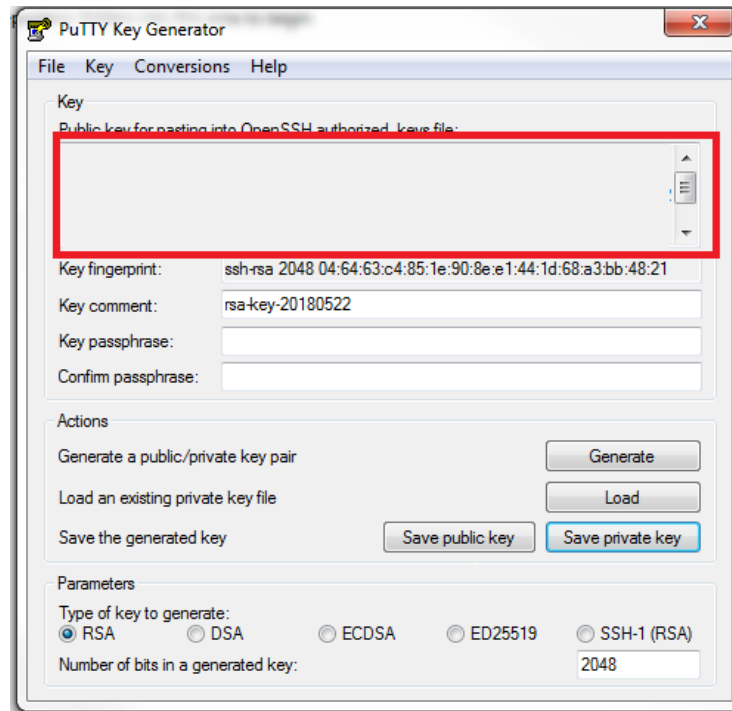 PuTTY Key Generator
File Key Conversions Help
Key
Public key for pasting into OpenSSH authorized_keys file:
Key fingerprint: ssh-rsa 2048 04:64:63:c4:85:1e:90:8e:e1:44:1d:68:a3:bb:48:21
Key comment: rsa-key-20180522
Key passphrase:
Confirm passphrase:
Actions
Generate a public/private key pair Generate
Load an existing private key file Load
Save the generated key Save public key Save private key
Parameters
Type of key to generate:
RSA DSA ECDSA ED25519 SSH-1 (RSA)
Number of bits in a generated key: 2048